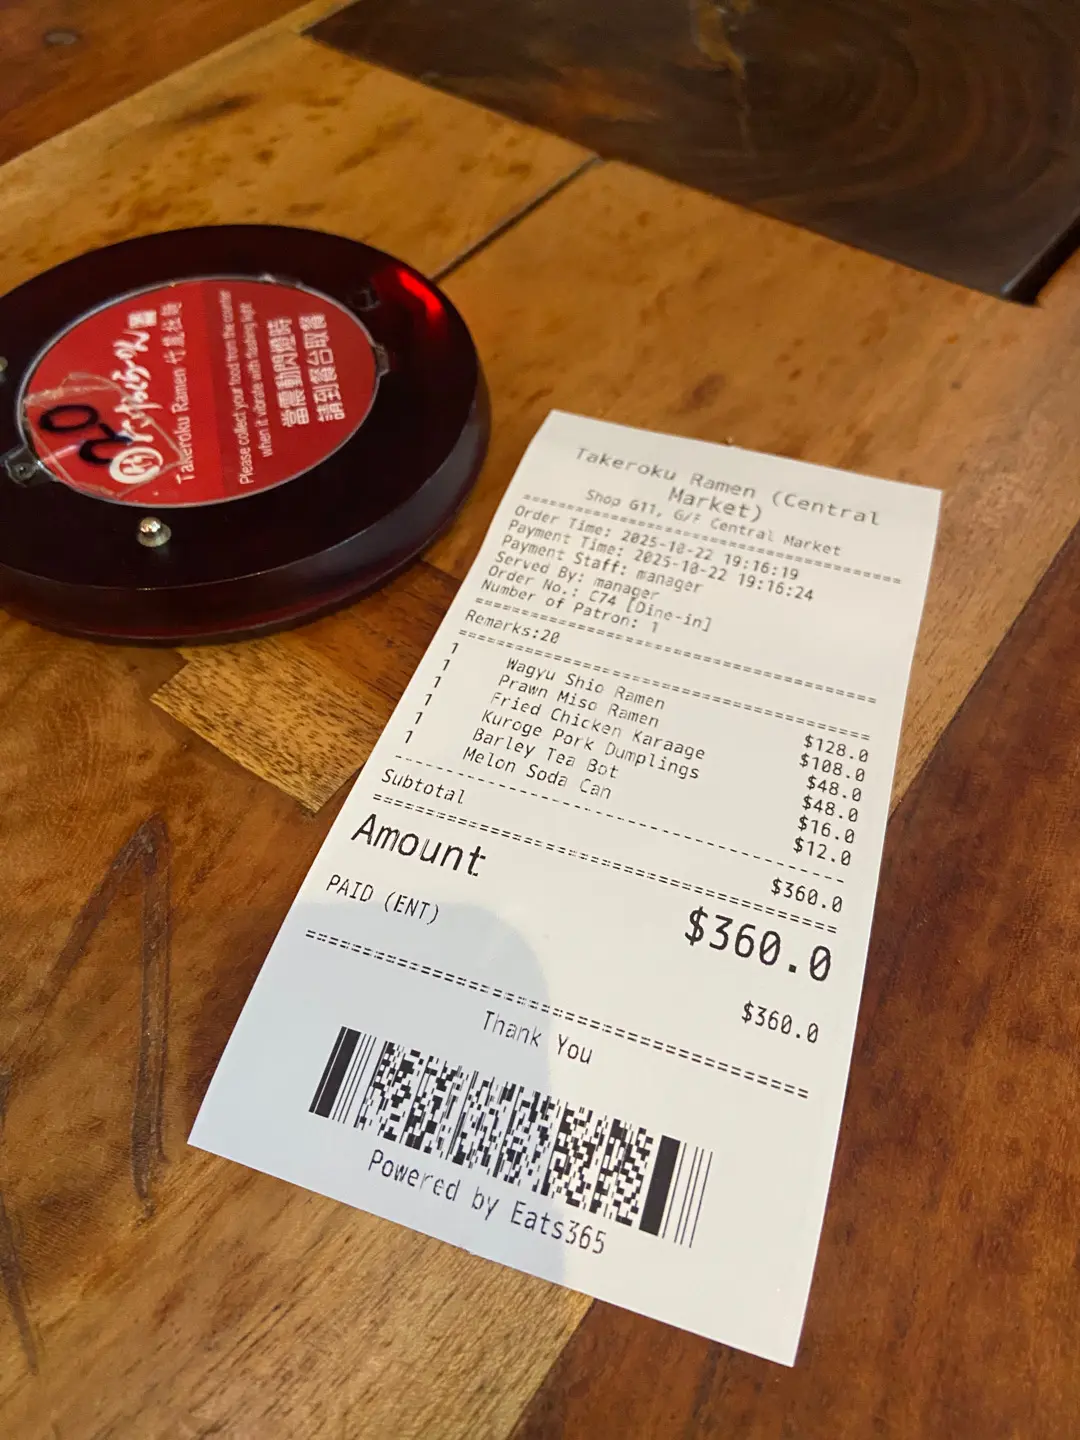 20
Takeroku Ramen 竹鹿拉麵
Please collect your food from the counter
when it vibrate with flashing light
當震動閃燈時
請到餐台取餐
Takeroku Ramen (Central
Market)
Shop G11, G/F Central Market
================================
Order Time: 2025-10-22 19:16:19
Payment Time: 2025-10-22 19:16:24
Payment Staff: manager
Served By: manager
Order No.: C74 [Dine-in]
Number of Patron: 1
================================
Remarks:20
================================
1 Wagyu Shio Ramen $128.0
1 Prawn Miso Ramen $108.0
1 Fried Chicken Karaage $48.0
1 Kuroge Pork Dumplings $48.0
1 Barley Tea Bot $16.0
1 Melon Soda Can $12.0
--------------------------------
Subtotal $360.0
================================
Amount $360.0
PAID (ENT) $360.0
================================
Thank You
Powered by Eats365